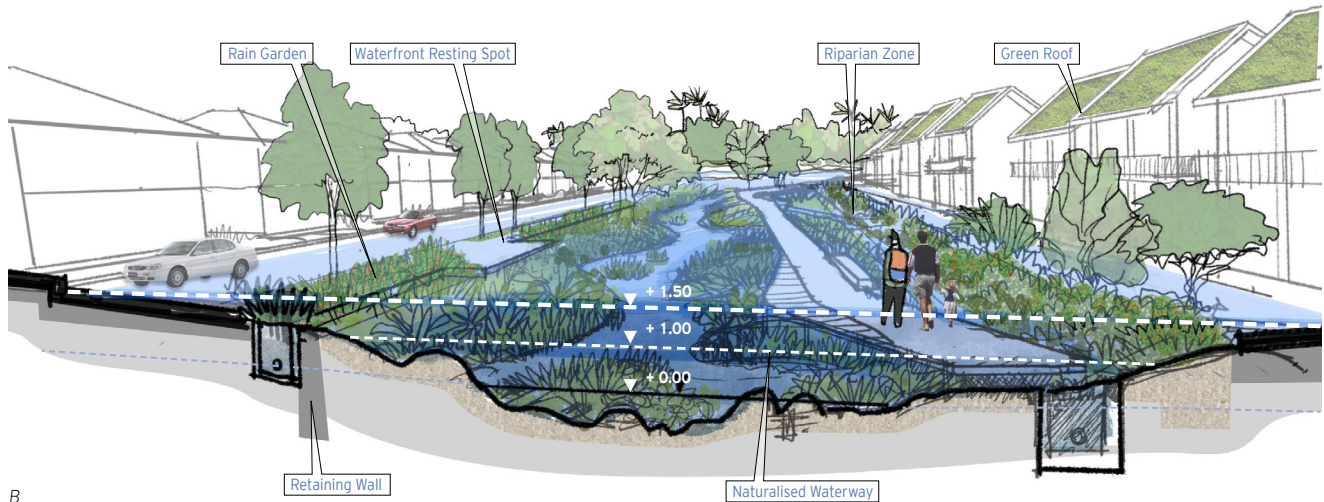 Rain Garden
Waterfront Resting Spot
Riparian Zone
Green Roof
+ 1.50
+ 1.00
+ 0.00
Retaining Wall
Naturalised Waterway
B